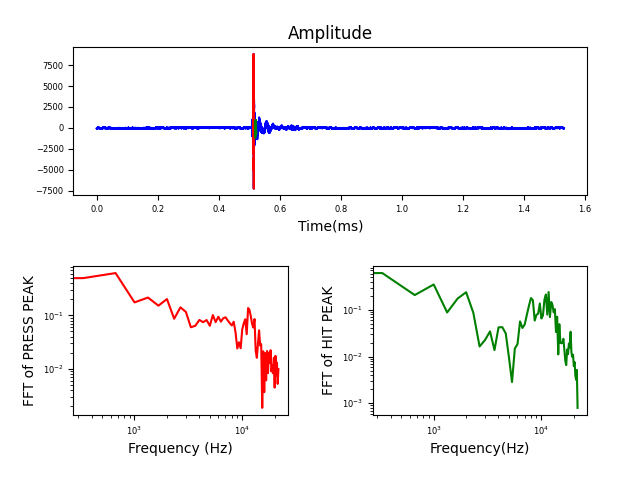 Amplitude
7500
5000
2500
0
−2500
−5000
−7500
0.0 0.2 0.4 0.6 0.8 1.0 1.2 1.4 1.6
Time(ms)
FFT of PRESS PEAK
10⁻¹
10⁻²
10³ 10⁴
Frequency (Hz)
FFT of HIT PEAK
10⁻¹
10⁻²
10⁻³
10³ 10⁴
Frequency(Hz)